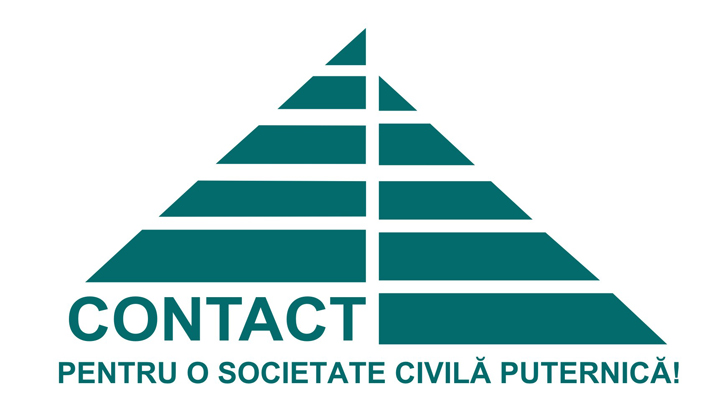 CONTACT
PENTRU O SOCIETATE CIVILĂ PUTERNICĂ!